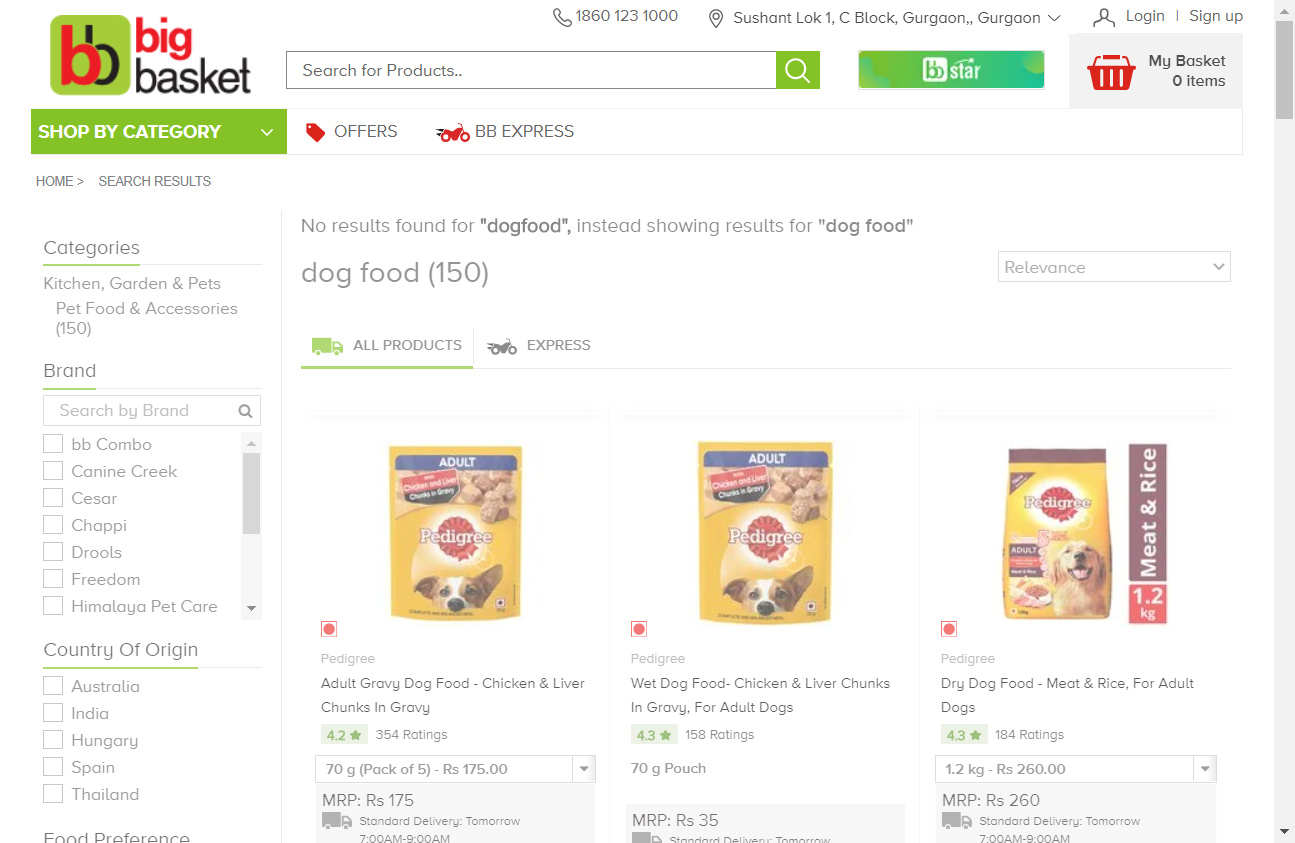 1860 123 1000
Sushant Lok 1, C Block, Gurgaon,, Gurgaon
Login | Sign up
bb big basket
Search for Products..
bb star
My Basket
0 items
SHOP BY CATEGORY
OFFERS
BB EXPRESS
HOME > SEARCH RESULTS
No results found for "dogfood", instead showing results for "dog food"
dog food (150)
Relevance
ALL PRODUCTS
EXPRESS
Categories
Kitchen, Garden & Pets
Pet Food & Accessories
(150)
Brand
Search by Brand
bb Combo
Canine Creek
Cesar
Chappi
Drools
Freedom
Himalaya Pet Care
Country Of Origin
Australia
India
Hungary
Spain
Thailand
Food Preference
ADULT
Chicken and Liver
Chunks in Gravy
Pedigree
Pedigree
Adult Gravy Dog Food - Chicken & Liver
Chunks In Gravy
4.2 354 Ratings
70 g (Pack of 5) - Rs 175.00
MRP: Rs 175
Standard Delivery: Tomorrow
7:00AM-9:00AM
ADULT
Chicken and Liver
Chunks in Gravy
Pedigree
Pedigree
Wet Dog Food- Chicken & Liver Chunks
In Gravy, For Adult Dogs
4.3 158 Ratings
70 g Pouch
MRP: Rs 35
Standard Delivery: Tomorrow
Pedigree
ADULT
Meat & Rice
Meat & Rice
1.2
kg
Pedigree
Dry Dog Food - Meat & Rice, For Adult
Dogs
4.3 184 Ratings
1.2 kg - Rs 260.00
MRP: Rs 260
Standard Delivery: Tomorrow
7:00AM-9:00AM